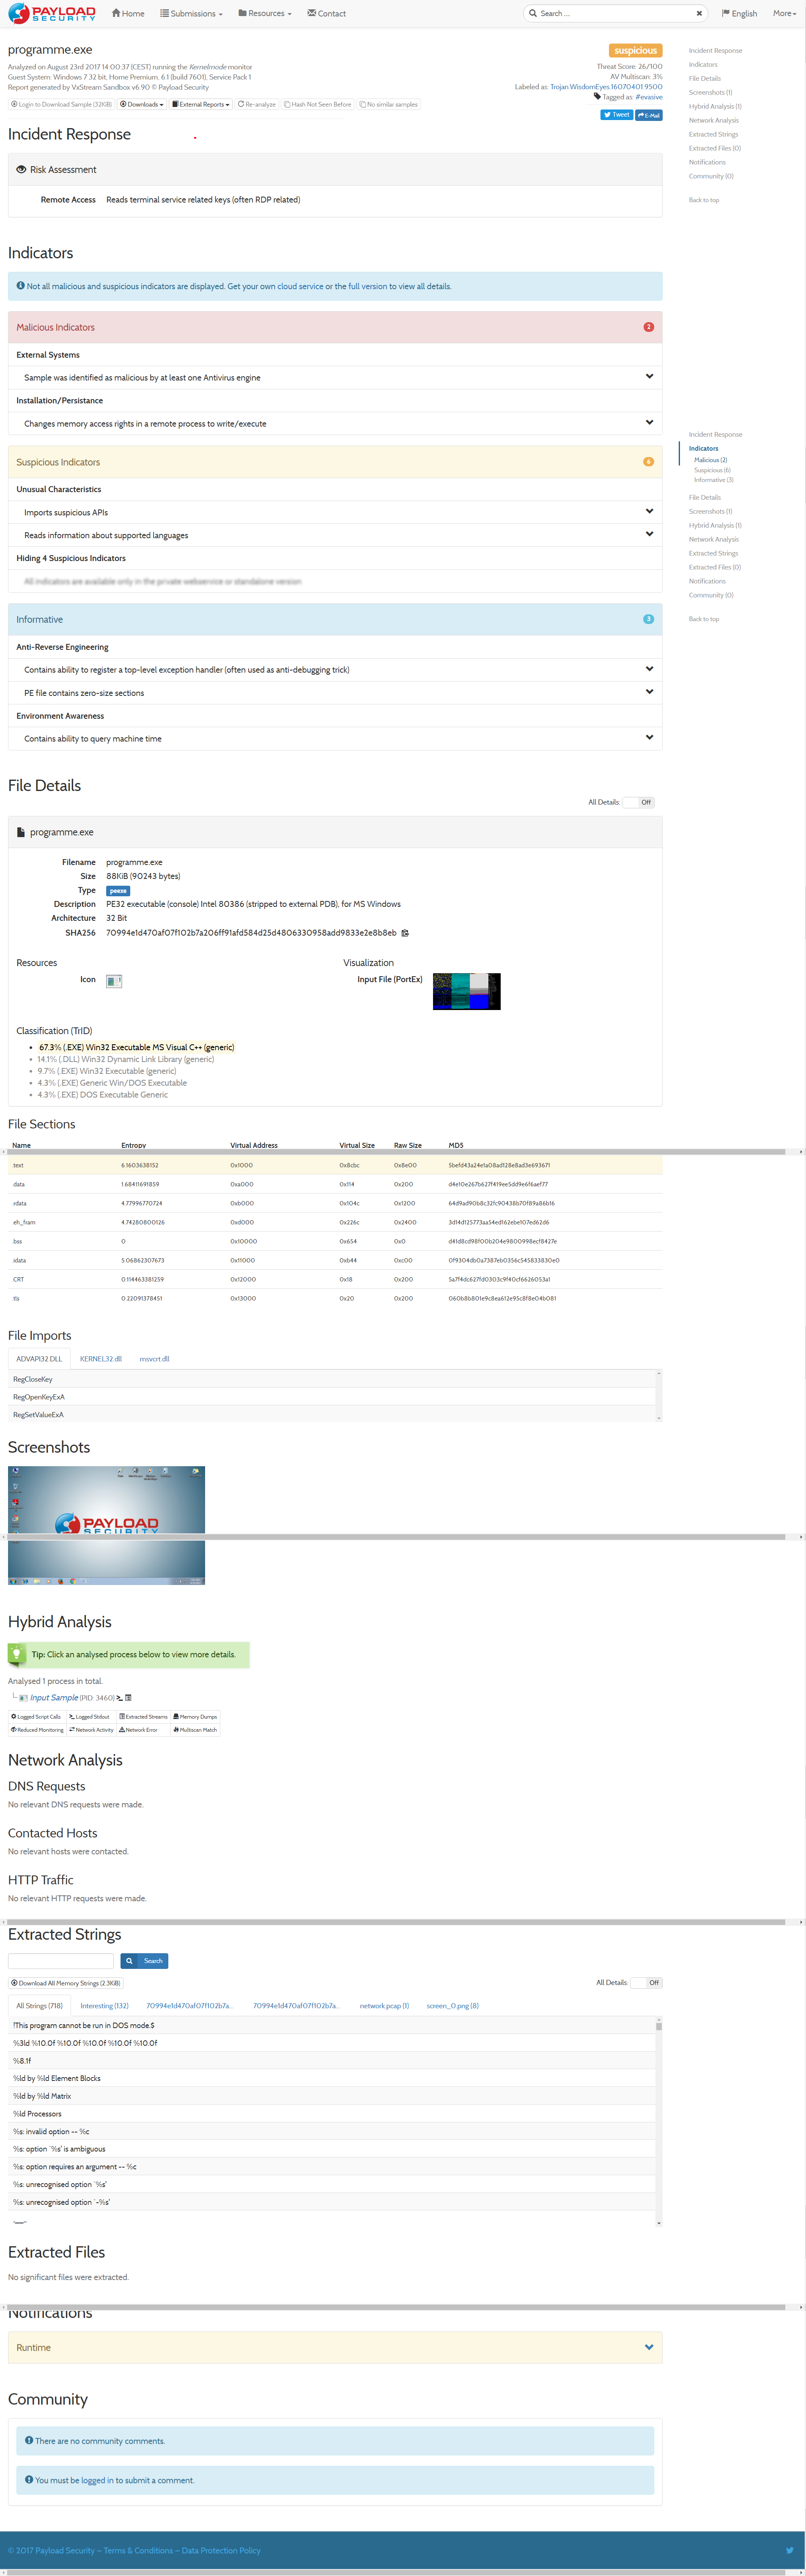 PAYLOAD SECURITY
Home Submissions Resources Contact
Search ...
English More
programme.exe
Analyzed on August 23rd 2017 14:00:37 (CEST) running the Kernelmode monitor
Guest System: Windows 7 32 bit, Home Premium, 6.1 (build 7601), Service Pack 1
Report generated by VxStream Sandbox v6.90 © Payload Security
Login to Download Sample (32KiB) Downloads External Reports Re-analyze Hash Not Seen Before No similar samples
suspicious
Threat Score: 26/100
AV Multiscan: 3%
Labeled as: Trojan.WisdomEyes.16070401.9500
Tagged as: #evasive
Tweet E-Mail
Incident Response
Indicators
File Details
Screenshots (1)
Hybrid Analysis (1)
Network Analysis
Extracted Strings
Extracted Files (0)
Notifications
Community (0)
Back to top
Incident Response
Risk Assessment
Remote Access Reads terminal service related keys (often RDP related)
Indicators
Not all malicious and suspicious indicators are displayed. Get your own cloud service or the full version to view all details.
Malicious Indicators 2
External Systems
Sample was identified as malicious by at least one Antivirus engine
Installation/Persistance
Changes memory access rights in a remote process to write/execute
Suspicious Indicators 6
Unusual Characteristics
Imports suspicious APIs
Reads information about supported languages
Hiding 4 Suspicious Indicators
All indicators are available only in the private webservice or standalone version
Informative 3
Anti-Reverse Engineering
Contains ability to register a top-level exception handler (often used as anti-debugging trick)
PE file contains zero-size sections
Environment Awareness
Contains ability to query machine time
Incident Response
Indicators
Malicious (2)
Suspicious (6)
Informative (3)
File Details
Screenshots (1)
Hybrid Analysis (1)
Network Analysis
Extracted Strings
Extracted Files (0)
Notifications
Community (0)
Back to top
File Details
All Details: Off
programme.exe
Filename programme.exe
Size 88KiB (90243 bytes)
Type peexe
Description PE32 executable (console) Intel 80386 (stripped to external PDB), for MS Windows
Architecture 32 Bit
SHA256 70994e1d470af07f102b7a206ff91afd584d25d4806330958add9833e2e8b8eb
Resources
Icon
Visualization
Input File (PortEx)
Classification (TrID)
67.3% (.EXE) Win32 Executable MS Visual C++ (generic)
14.1% (.DLL) Win32 Dynamic Link Library (generic)
9.7% (.EXE) Win32 Executable (generic)
4.3% (.EXE) Generic Win/DOS Executable
4.3% (.EXE) DOS Executable Generic
File Sections
Name Entropy Virtual Address Virtual Size Raw Size MD5
.text 6.1603638152 0x1000 0x8cbc 0x8e00 5befd43a24e1a08ad128e8ad3e693671
.data 1.68411691859 0xa000 0x114 0x200 d4e10e267b627f419ee5dd9e6f6aef77
.rdata 4.77996770724 0xb000 0x104c 0x1200 64d9ad90b8c32fc90438b70f89a86b16
.eh_fram 4.74280800126 0xd000 0x226c 0x2400 3d14d125773aa54ed162ebe107ed62d6
.bss 0 0x10000 0x654 0x0 d41d8cd98f00b204e9800998ecf8427e
.idata 5.06862307673 0x11000 0xb44 0xc00 0f9304db0a7387eb0356c545833830e0
.CRT 0.114463381259 0x12000 0x18 0x200 5a7f4dc627fd0303c9f40cf6626053a1
.tls 0.22091378451 0x13000 0x20 0x200 060b8b801e9c8ea612e95c8f8e04b081
File Imports
ADVAPI32.DLL KERNEL32.dll msvcrt.dll
RegCloseKey
RegOpenKeyExA
RegSetValueExA
Screenshots
PAYLOAD SECURITY
Hybrid Analysis
Tip: Click an analysed process below to view more details.
Analysed 1 process in total.
Input Sample (PID: 3460)
Logged Script Calls Logged Stdout Extracted Streams Memory Dumps
Reduced Monitoring Network Activity Network Error Multiscan Match
Network Analysis
DNS Requests
No relevant DNS requests were made.
Contacted Hosts
No relevant hosts were contacted.
HTTP Traffic
No relevant HTTP requests were made.
Extracted Strings
Search
Download All Memory Strings (2.3KiB)
All Details: Off
All Strings (718) Interesting (132) 70994e1d470af07f102b7a... 70994e1d470af07f102b7a... network.pcap (1) screen_0.png (8)
!This program cannot be run in DOS mode.$
%3ld %10.0f %10.0f %10.0f %10.0f %10.0f
%8.1f
%ld by %ld Element Blocks
%ld by %ld Matrix
%ld Processors
%s: invalid option -- %c
%s: option `%s' is ambiguous
%s: option requires an argument -- %c
%s: unrecognised option `%s'
%s: unrecognised option `-%s'
Extracted Files
No significant files were extracted.
Notifications
Runtime
Community
There are no community comments.
You must be logged in to submit a comment.
© 2017 Payload Security – Terms & Conditions – Data Protection Policy